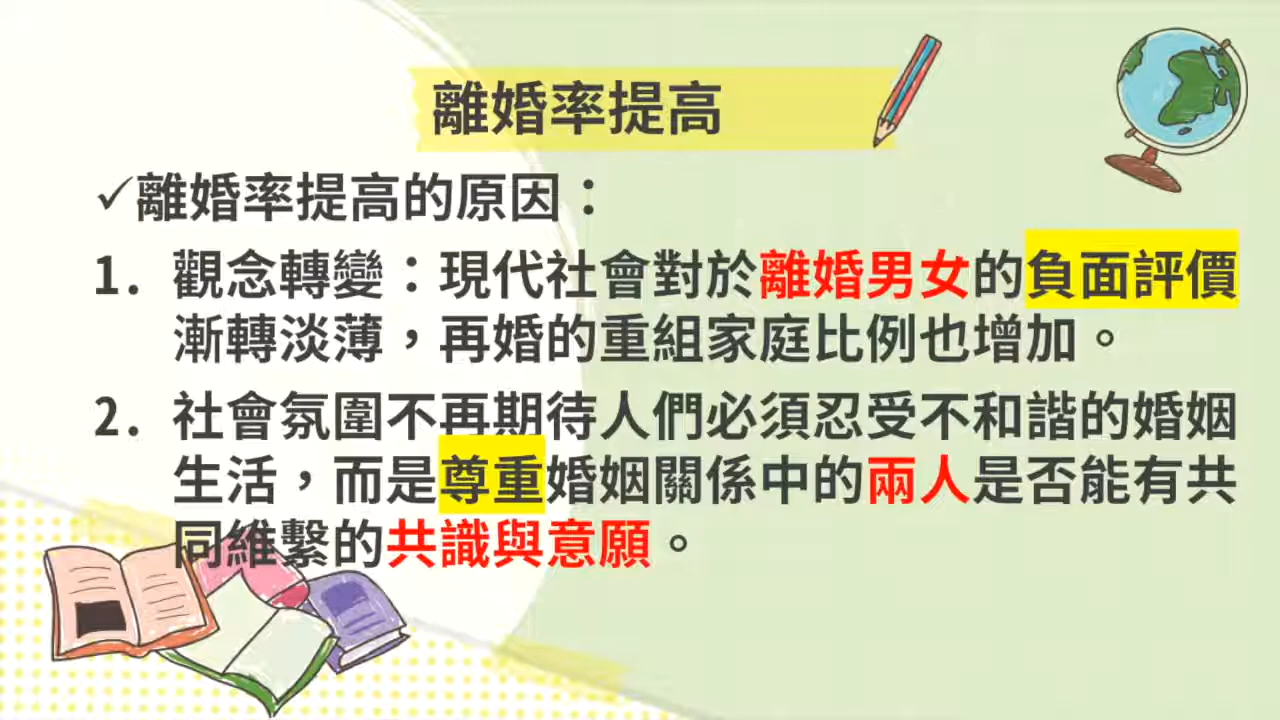 離婚率提高
✓離婚率提高的原因：
1. 觀念轉變：現代社會對於離婚男女的負面評價
漸轉淡薄，再婚的重組家庭比例也增加。
2. 社會氛圍不再期待人們必須忍受不和諧的婚姻
生活，而是尊重婚姻關係中的兩人是否能有共
同維繫的共識與意願。